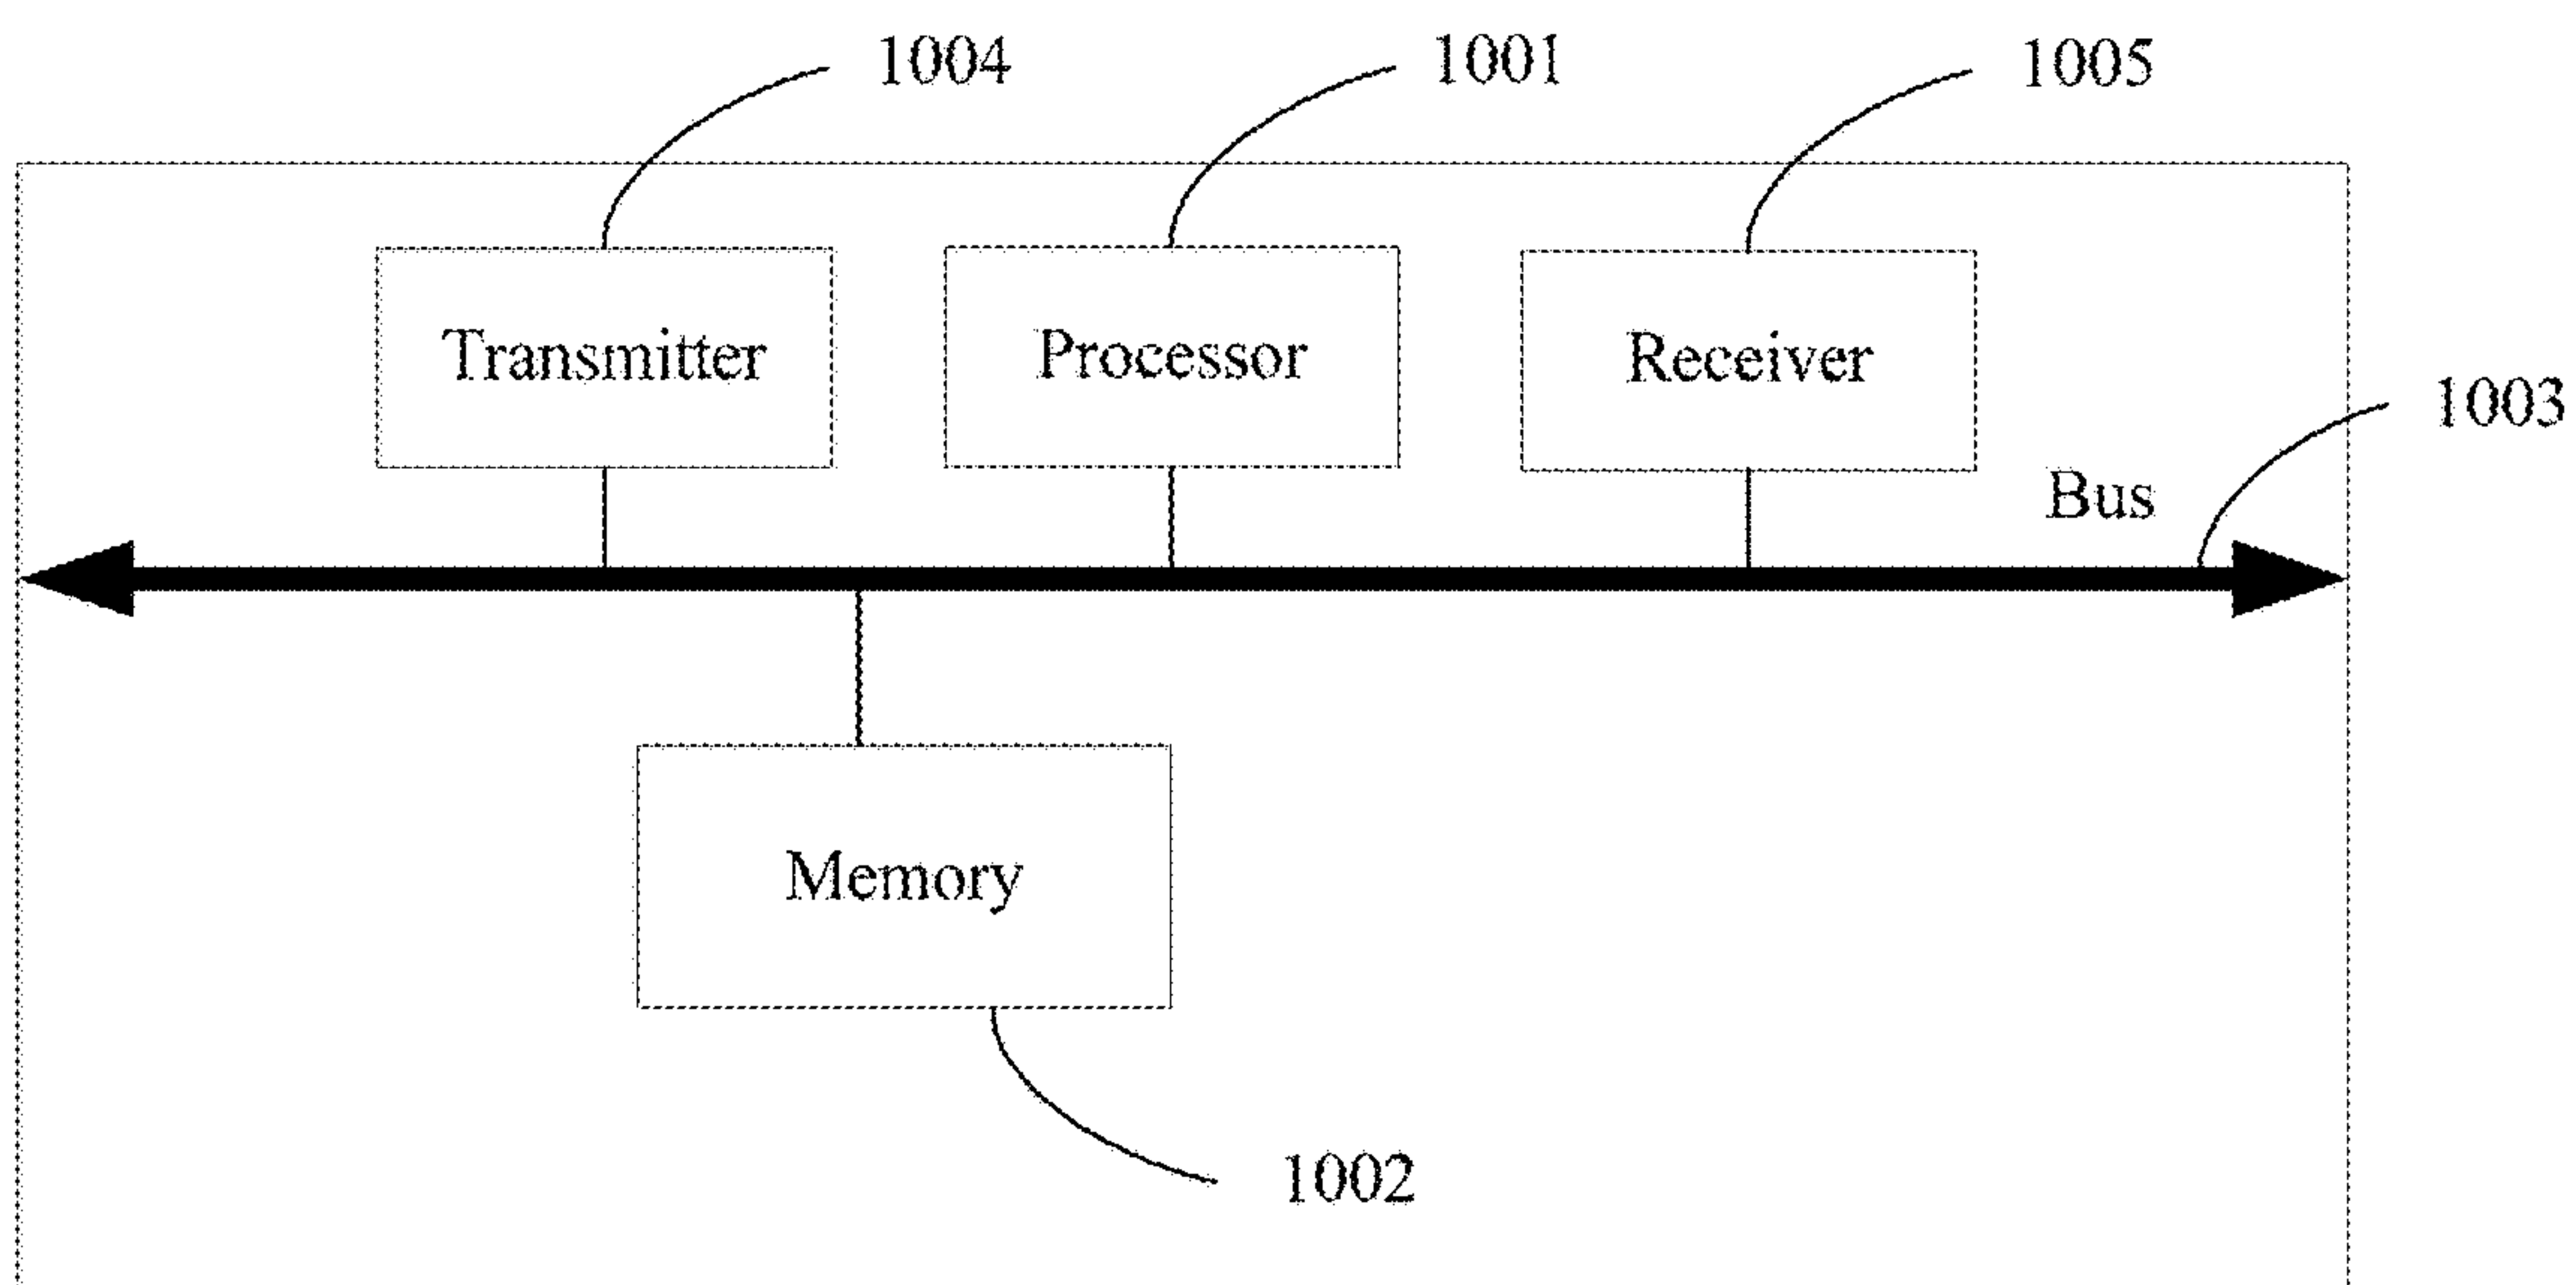 1004
1001
1005
Transmitter
Processor
Receiver
1003
Bus
Memory
1002